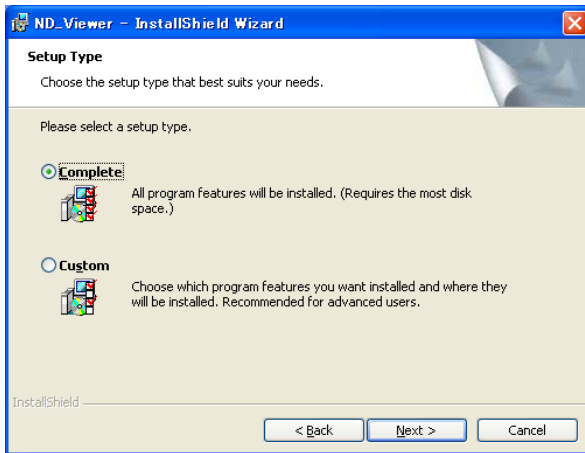 ND_Viewer - InstallShield Wizard
Setup Type
Choose the setup type that best suits your needs.
Please select a setup type.
Complete
All program features will be installed. (Requires the most disk
space.)
Custom
Choose which program features you want installed and where they
will be installed. Recommended for advanced users.
InstallShield
< Back Next > Cancel